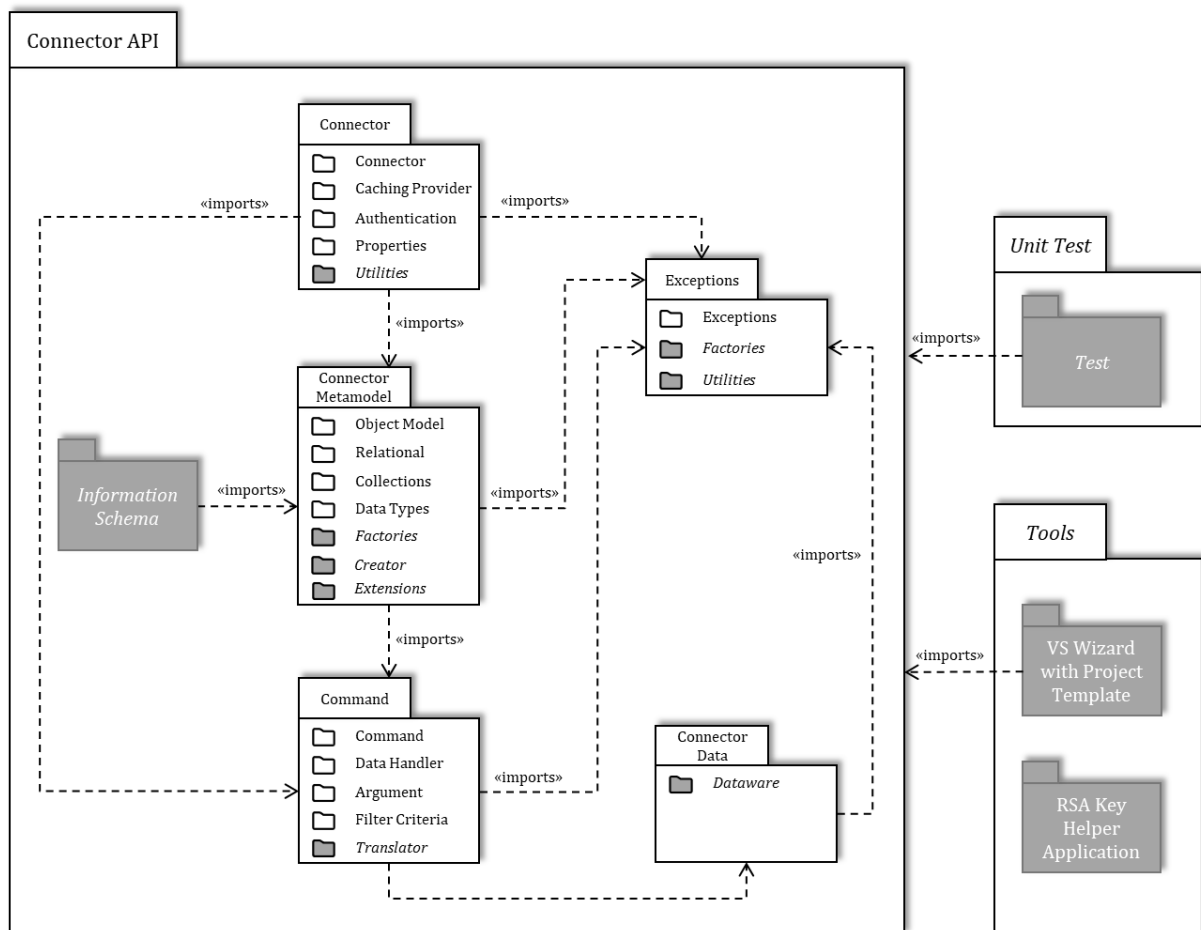 Connector API
Connector
Connector
Caching Provider
Authentication
Properties
Utilities
«imports»
«imports»
«imports»
Exceptions
Exceptions
Factories
Utilities
Connector
Metamodel
Object Model
Relational
Collections
Data Types
Factories
Creator
Extensions
Information
Schema
«imports»
«imports»
«imports»
«imports»
Command
Command
Data Handler
Argument
Filter Criteria
Translator
«imports»
Connector
Data
Dataware
Unit Test
Test
«imports»
Tools
VS Wizard
with Project
Template
«imports»
RSA Key
Helper
Application